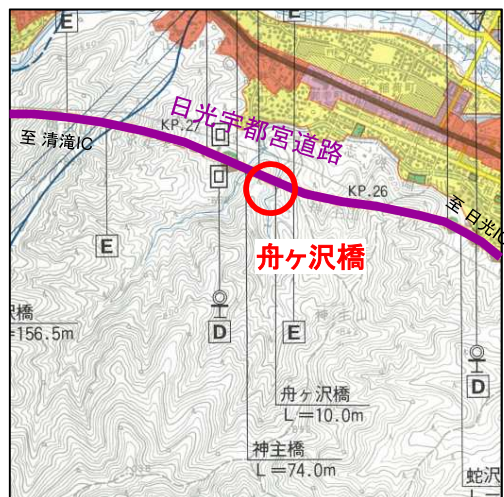 E
E
日光宇都宮道路
KP.27
至 清滝IC
KP.26
至 日光IC
舟ヶ沢橋
E
沢橋
=156.5m
D
E
D
舟ヶ沢橋
L=10.0m
神主橋
L=74.0m
蛇沢